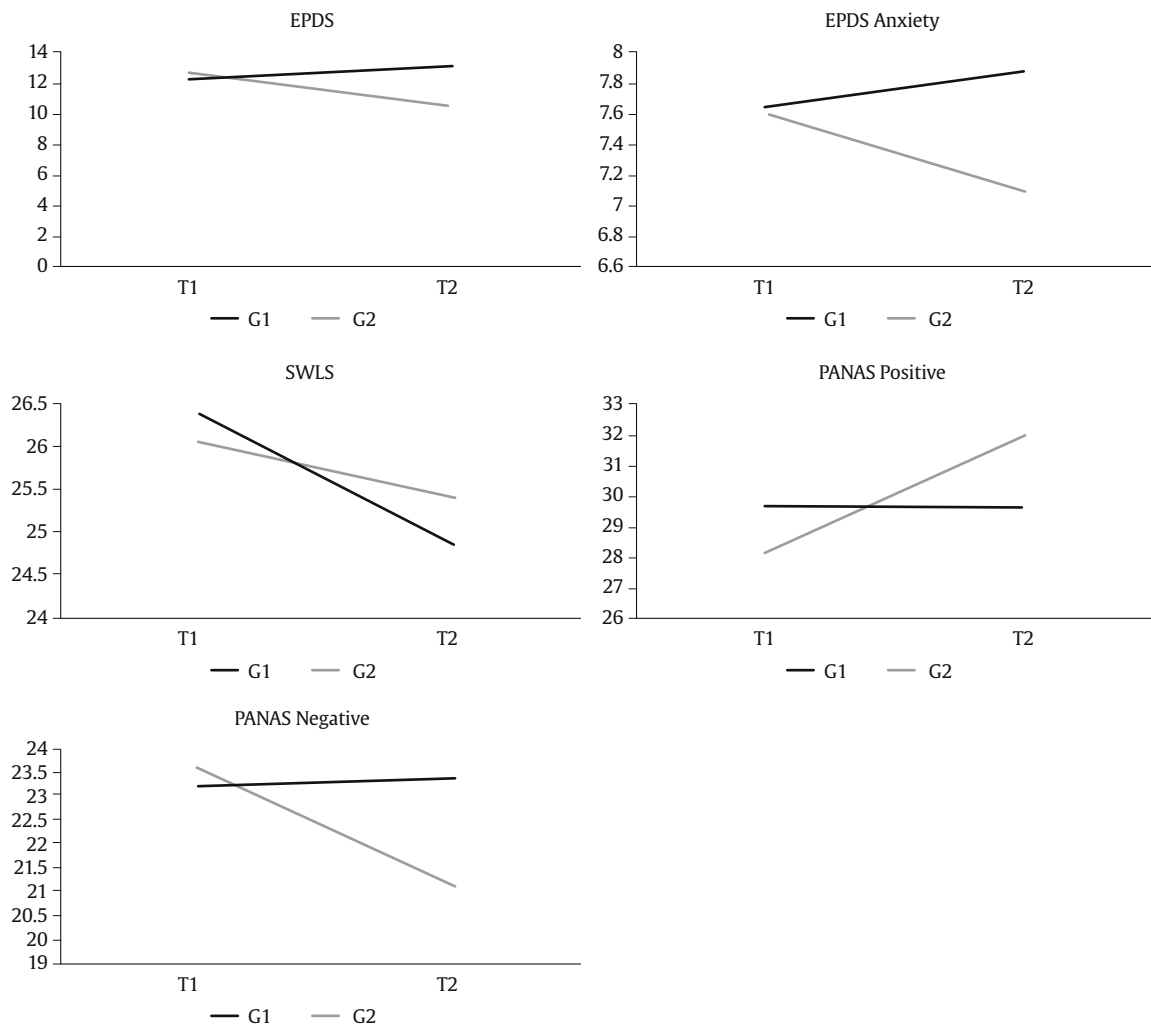 EPDS
14
12
10
8
6
4
2
0
T1 T2
G1 G2
EPDS Anxiety
8
7.8
7.6
7.4
7.2
7
6.8
6.6
T1 T2
G1 G2
SWLS
26.5
26
25.5
25
24.5
24
T1 T2
G1 G2
PANAS Positive
33
32
31
30
29
28
27
26
T1 T2
G1 G2
PANAS Negative
24
23.5
23
22.5
22
21.5
21
20.5
20
19
T1 T2
G1 G2